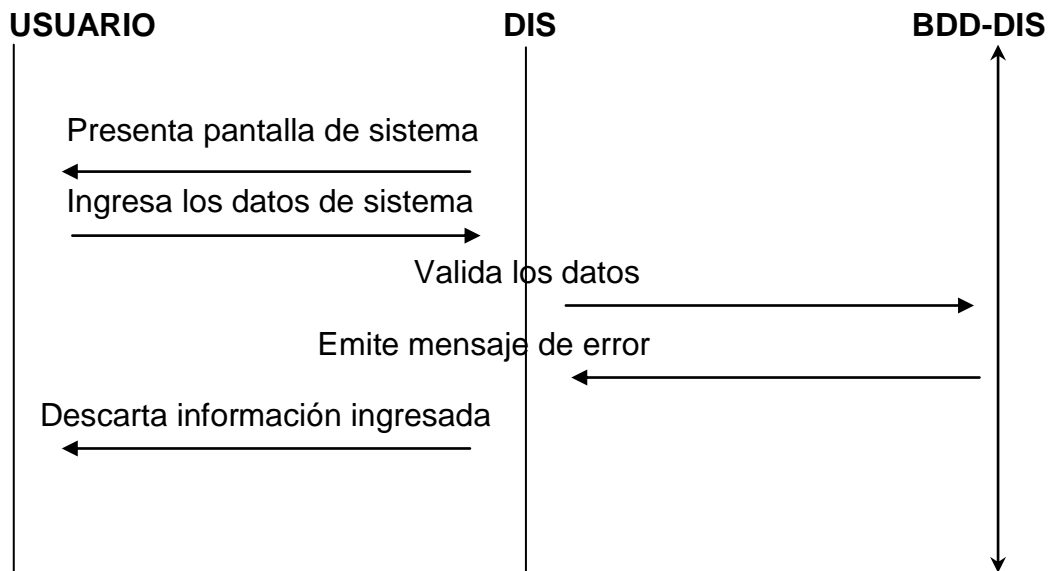 USUARIO DIS BDD-DIS
Presenta pantalla de sistema
Ingresa los datos de sistema
Valida los datos
Emite mensaje de error
Descarta información ingresada